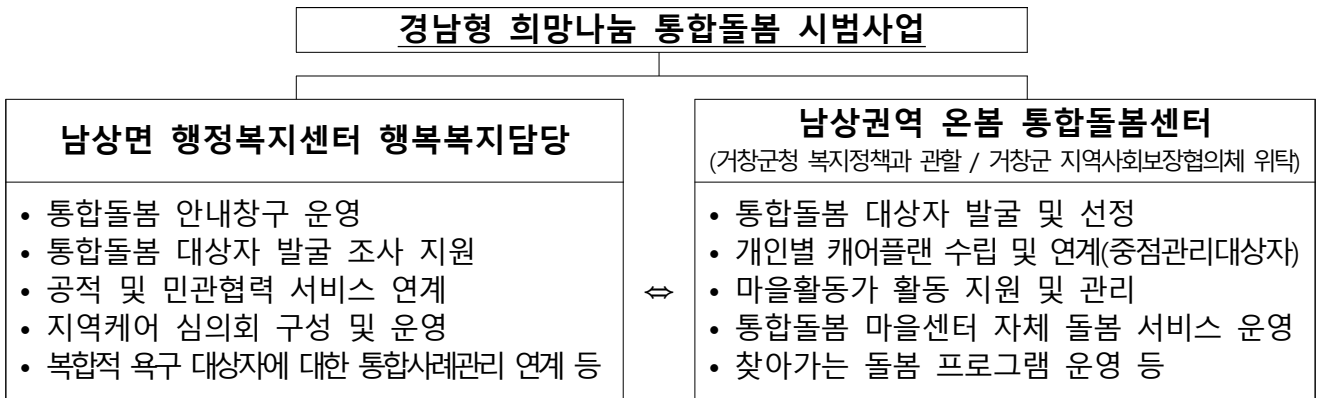 경남형 희망나눔 통합돌봄 시범사업
남상면 행정복지센터 행복복지담당
• 통합돌봄 안내창구 운영
• 통합돌봄 대상자 발굴 조사 지원
• 공적 및 민관협력 서비스 연계
• 지역케어 심의회 구성 및 운영
• 복합적 욕구 대상자에 대한 통합사례관리 연계 등
⇔
남상권역 온봄 통합돌봄센터
(거창군청 복지정책과 관할 / 거창군 지역사회보장협의체 위탁)
• 통합돌봄 대상자 발굴 및 선정
• 개인별 캐어플랜 수립 및 연계(중점관리대상자)
• 마을활동가 활동 지원 및 관리
• 통합돌봄 마을센터 자체 돌봄 서비스 운영
• 찾아가는 돌봄 프로그램 운영 등